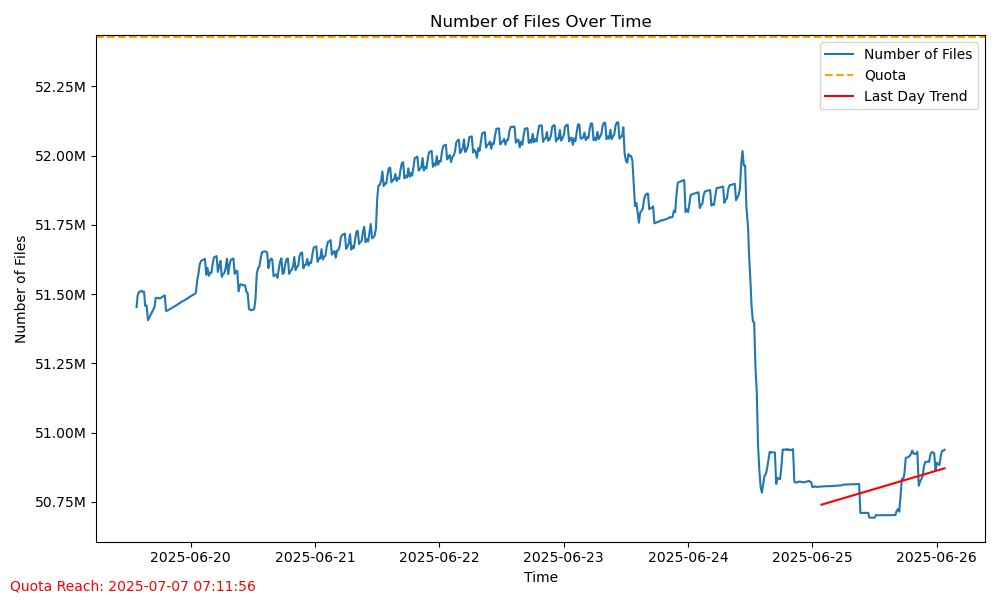 Number of Files Over Time
Number of Files
Quota
Last Day Trend
52.25M
52.00M
51.75M
51.50M
51.25M
51.00M
50.75M
Number of Files
2025-06-20 2025-06-21 2025-06-22 2025-06-23 2025-06-24 2025-06-25 2025-06-26
Time
Quota Reach: 2025-07-07 07:11:56